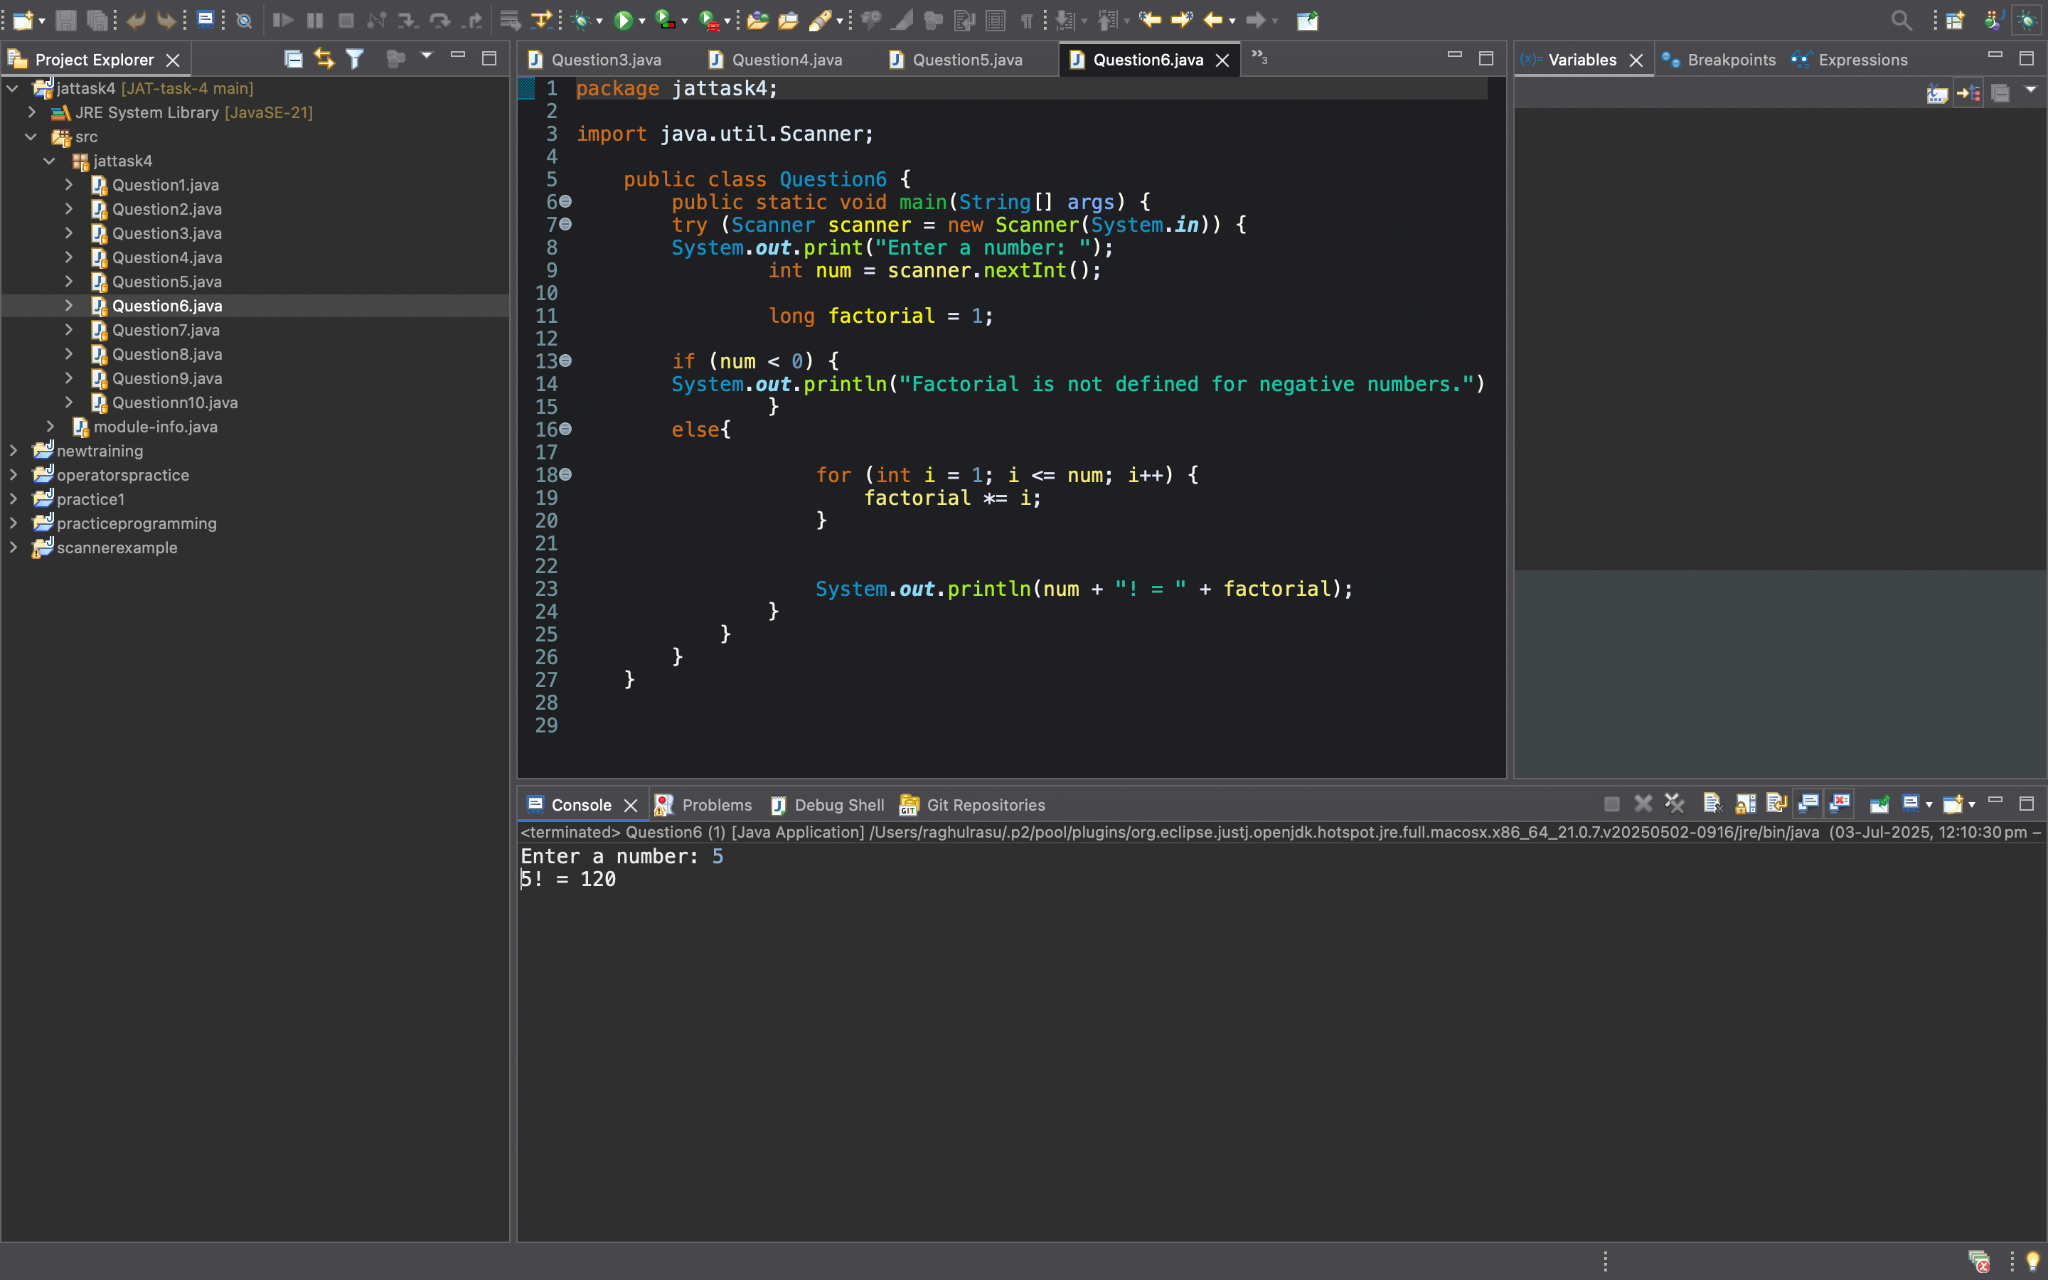 Project Explorer
jattask4 [JAT-task-4 main]
JRE System Library [JavaSE-21]
src
jattask4
Question1.java
Question2.java
Question3.java
Question4.java
Question5.java
Question6.java
Question7.java
Question8.java
Question9.java
Questionn10.java
module-info.java
newtraining
operatorspractice
practice1
practiceprogramming
scannerexample
Question3.java Question4.java Question5.java Question6.java »3
1 package jattask4;
2
3 import java.util.Scanner;
4
5 public class Question6 {
6 public static void main(String[] args) {
7 try (Scanner scanner = new Scanner(System.in)) {
8 System.out.print("Enter a number: ");
9 int num = scanner.nextInt();
10
11 long factorial = 1;
12
13 if (num < 0) {
14 System.out.println("Factorial is not defined for negative numbers.")
15 }
16 else{
17
18 for (int i = 1; i <= num; i++) {
19 factorial *= i;
20 }
21
22
23 System.out.println(num + "! = " + factorial);
24 }
25 }
26 }
27 }
28
29
(x)= Variables Breakpoints Expressions
Console Problems Debug Shell Git Repositories
<terminated> Question6 (1) [Java Application] /Users/raghulrasu/.p2/pool/plugins/org.eclipse.justj.openjdk.hotspot.jre.full.macosx.x86_64_21.0.7.v20250502-0916/jre/bin/java (03-Jul-2025, 12:10:30 pm –
Enter a number: 5
5! = 120